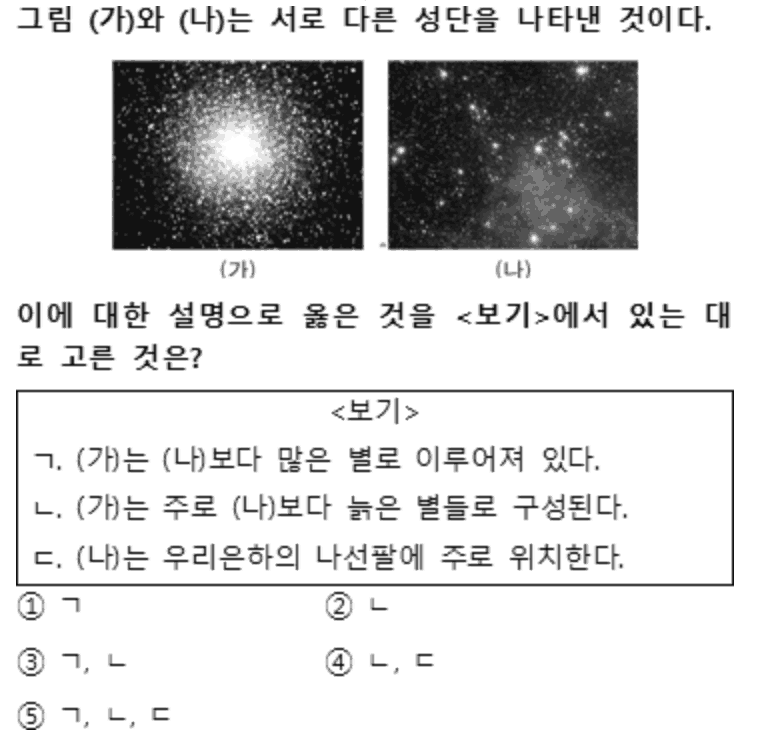 그림 (가)와 (나)는 서로 다른 성단을 나타낸 것이다.
(가)
(나)
이에 대한 설명으로 옳은 것을 <보기>에서 있는 대
로 고른 것은?
<보기>
ㄱ. (가)는 (나)보다 많은 별로 이루어져 있다.
ㄴ. (가)는 주로 (나)보다 늙은 별들로 구성된다.
ㄷ. (나)는 우리은하의 나선팔에 주로 위치한다.
① ㄱ ② ㄴ
③ ㄱ, ㄴ ④ ㄴ, ㄷ
⑤ ㄱ, ㄴ, ㄷ